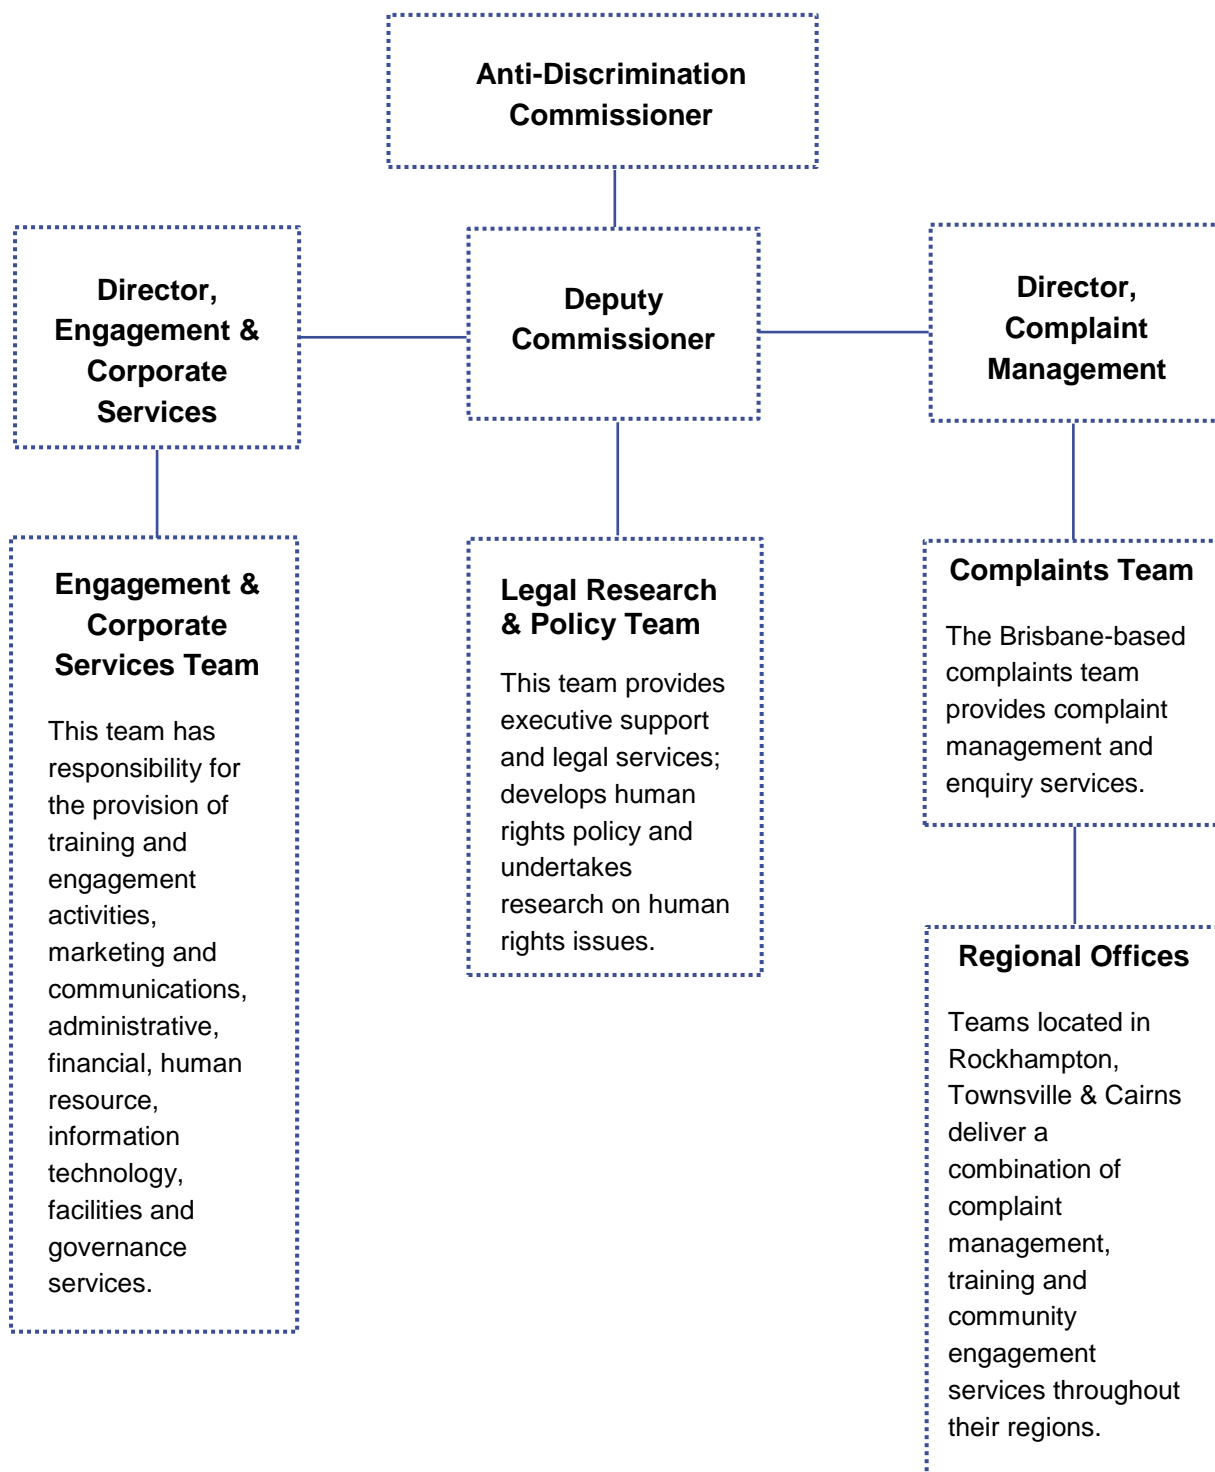 Anti-Discrimination
Commissioner
Director,
Engagement &
Corporate
Services
Deputy
Commissioner
Director,
Complaint
Management
Engagement &
Corporate
Services Team
This team has
responsibility for
the provision of
training and
engagement
activities,
marketing and
communications,
administrative,
financial, human
resource,
information
technology,
facilities and
governance
services.
Legal Research
& Policy Team
This team provides
executive support
and legal services;
develops human
rights policy and
undertakes
research on human
rights issues.
Complaints Team
The Brisbane-based
complaints team
provides complaint
management and
enquiry services.
Regional Offices
Teams located in
Rockhampton,
Townsville & Cairns
deliver a
combination of
complaint
management,
training and
community
engagement
services throughout
their regions.